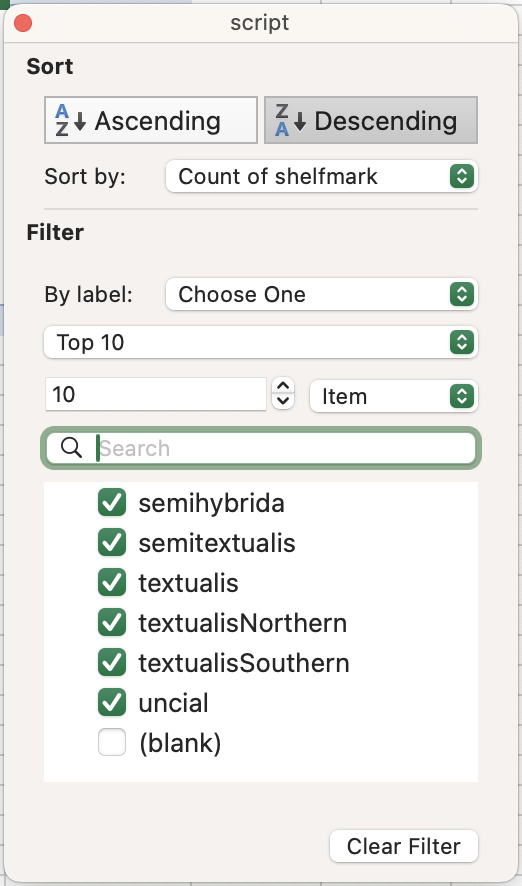 script
Sort
A Z Ascending
Z A Descending
Sort by: Count of shelfmark
Filter
By label: Choose One
Top 10
10 Item
Search
semihybrida
semitextualis
textualis
textualisNorthern
textualisSouthern
uncial
(blank)
Clear Filter